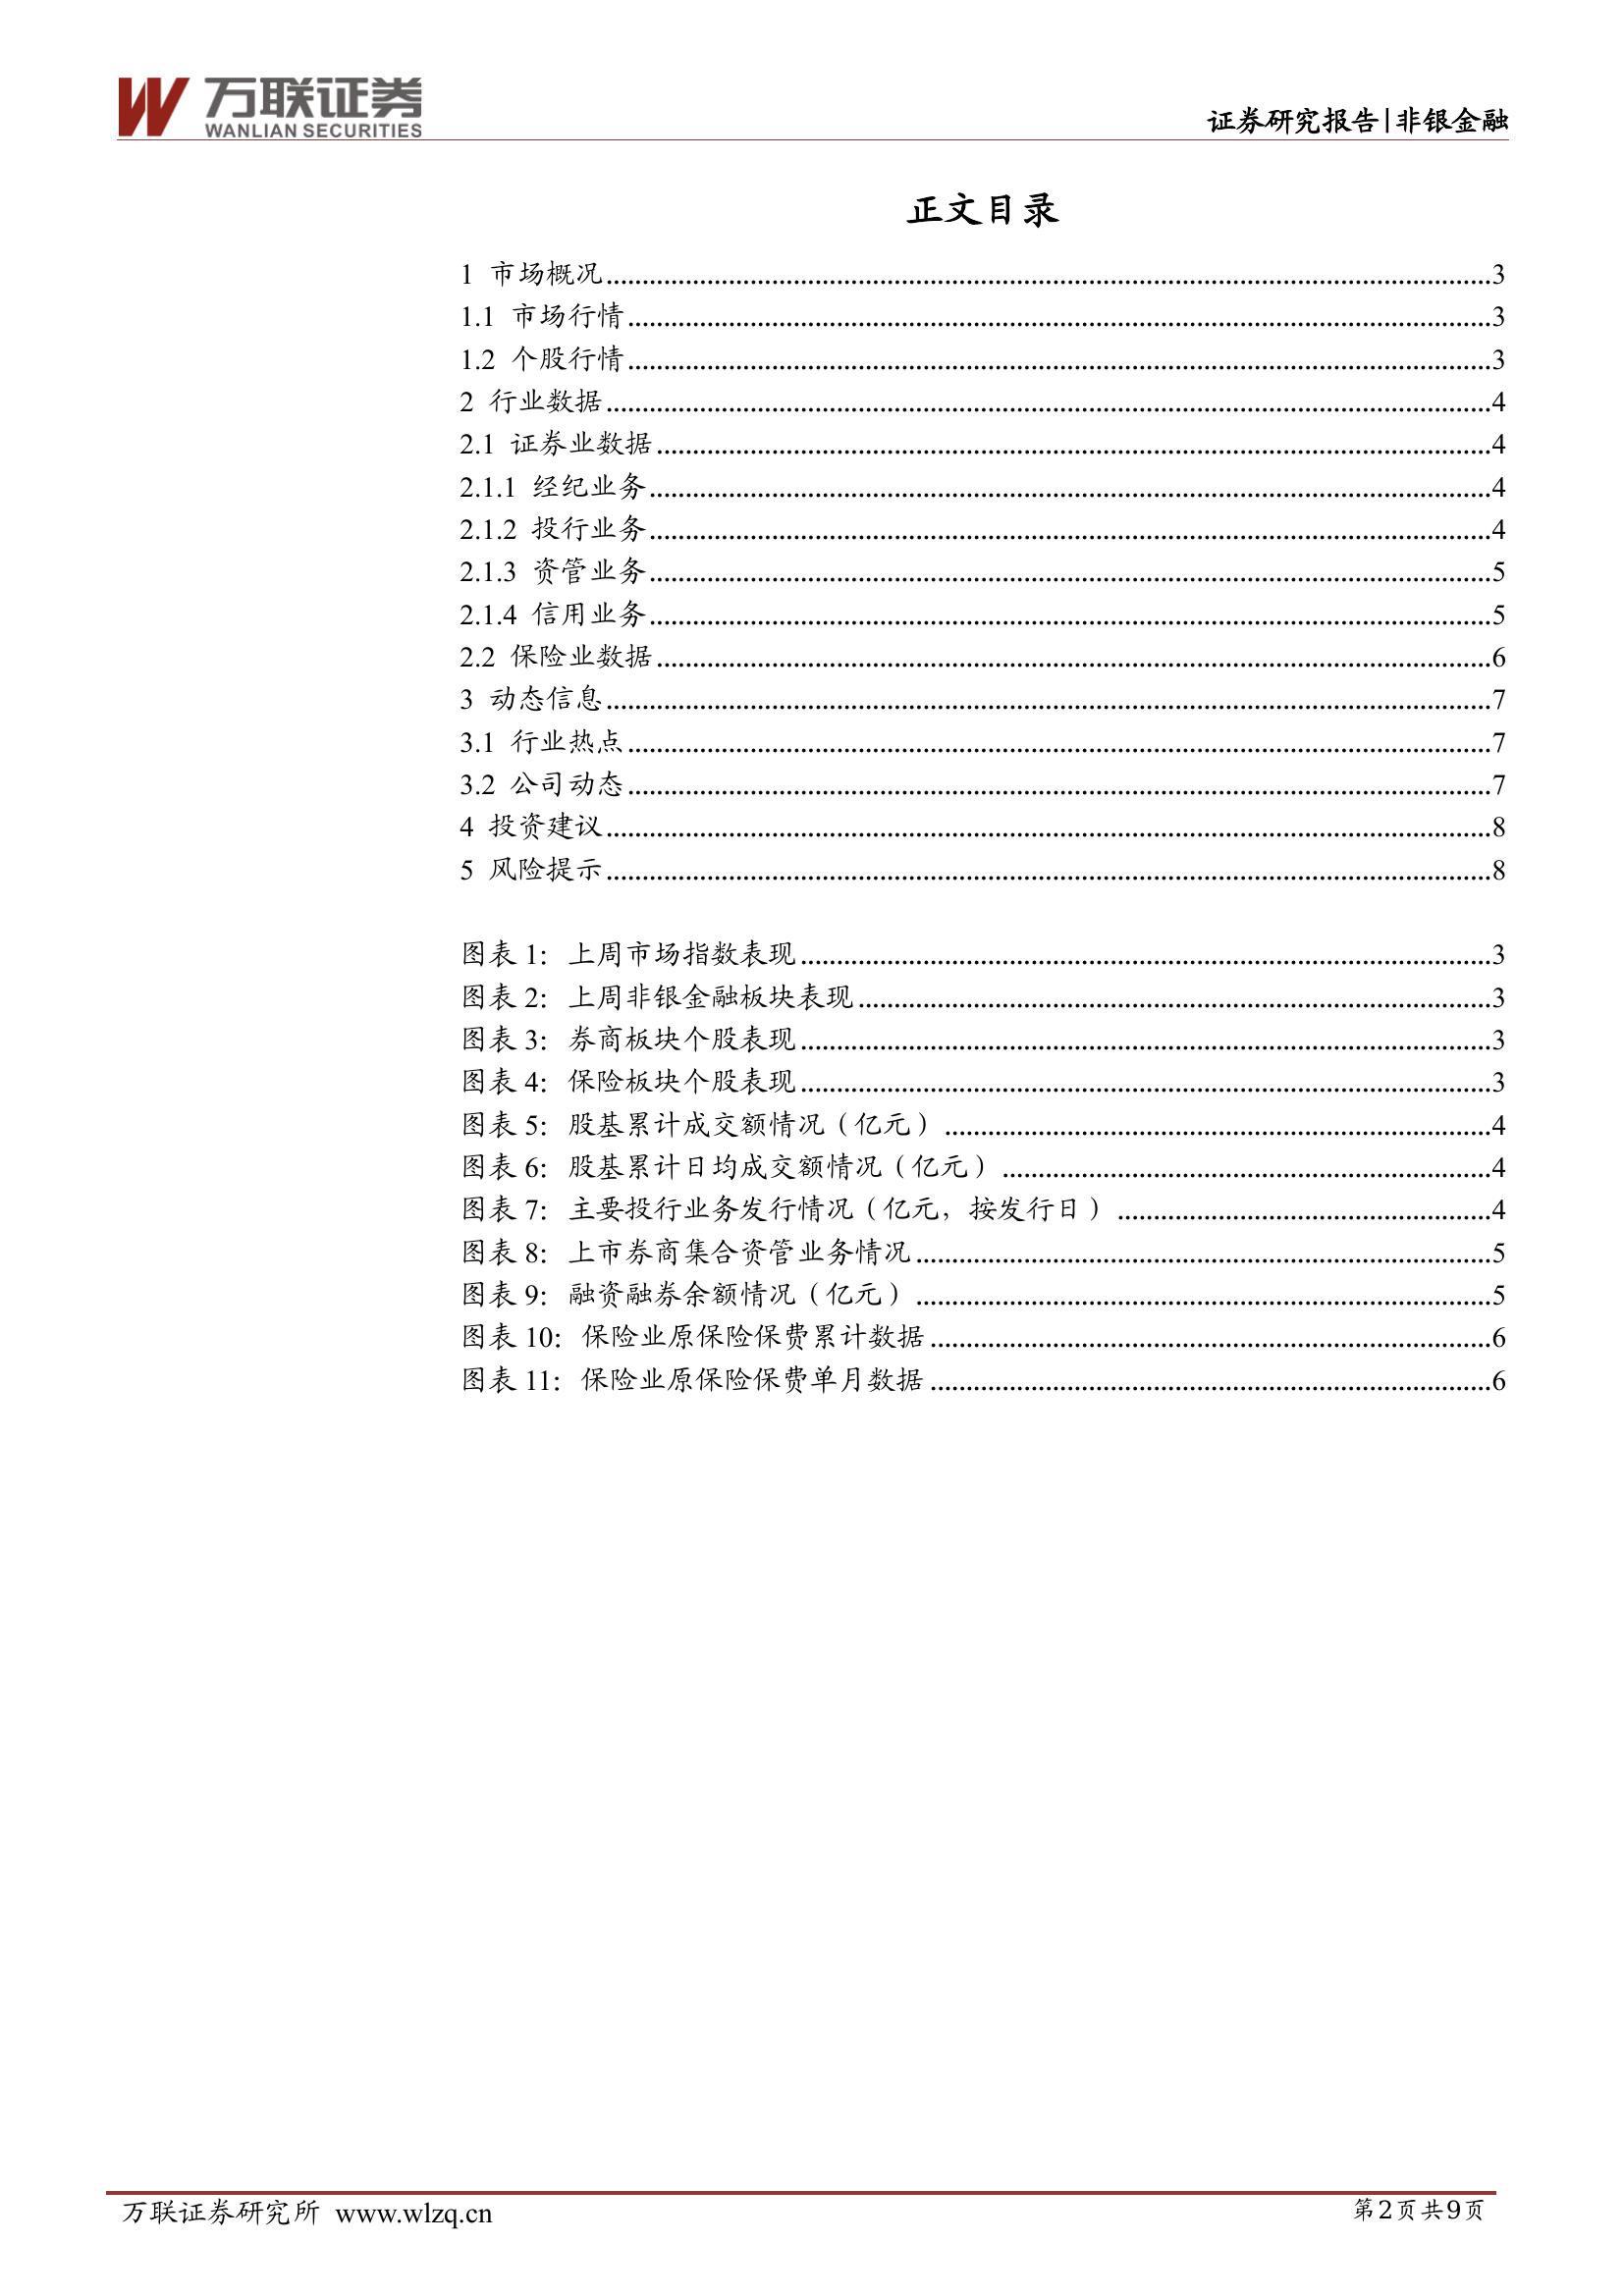 万联证券
WANLIAN SECURITIES
证券研究报告|非银金融
正文目录
1 市场概况........3
1.1 市场行情........3
1.2 个股行情........3
2 行业数据........4
2.1 证券业数据........4
2.1.1 经纪业务........4
2.1.2 投行业务........4
2.1.3 资管业务........5
2.1.4 信用业务........5
2.2 保险业数据........6
3 动态信息........7
3.1 行业热点........7
3.2 公司动态........7
4 投资建议........8
5 风险提示........8
图表 1：上周市场指数表现........3
图表 2：上周非银金融板块表现........3
图表 3：券商板块个股表现........3
图表 4：保险板块个股表现........3
图表 5：股基累计成交额情况（亿元）........4
图表 6：股基累计日均成交额情况（亿元）........4
图表 7：主要投行业务发行情况（亿元，按发行日）........4
图表 8：上市券商集合资管业务情况........5
图表 9：融资融券余额情况（亿元）........5
图表 10：保险业原保险保费累计数据........6
图表 11：保险业原保险保费单月数据........6
万联证券研究所 www.wlzq.cn
第2页共9页